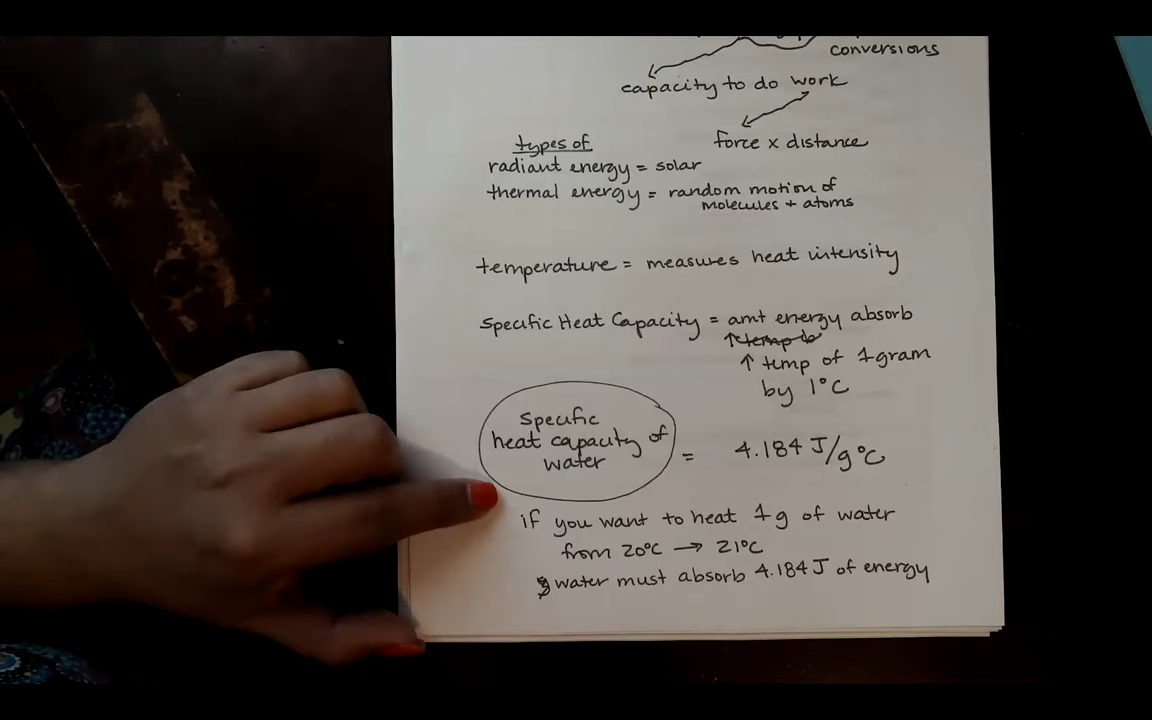 conversions
capacity to do work
force x distance
types of
radiant energy = solar
thermal energy = random motion of
molecules + atoms
temperature = measures heat intensity
Specific Heat Capacity = amt energy absorb
↑ temp of 1 gram
by 1°C
Specific
heat capacity of
water
= 4.184 J/g°C
if you want to heat 1g of water
from 20°C → 21°C
water must absorb 4.184J of energy